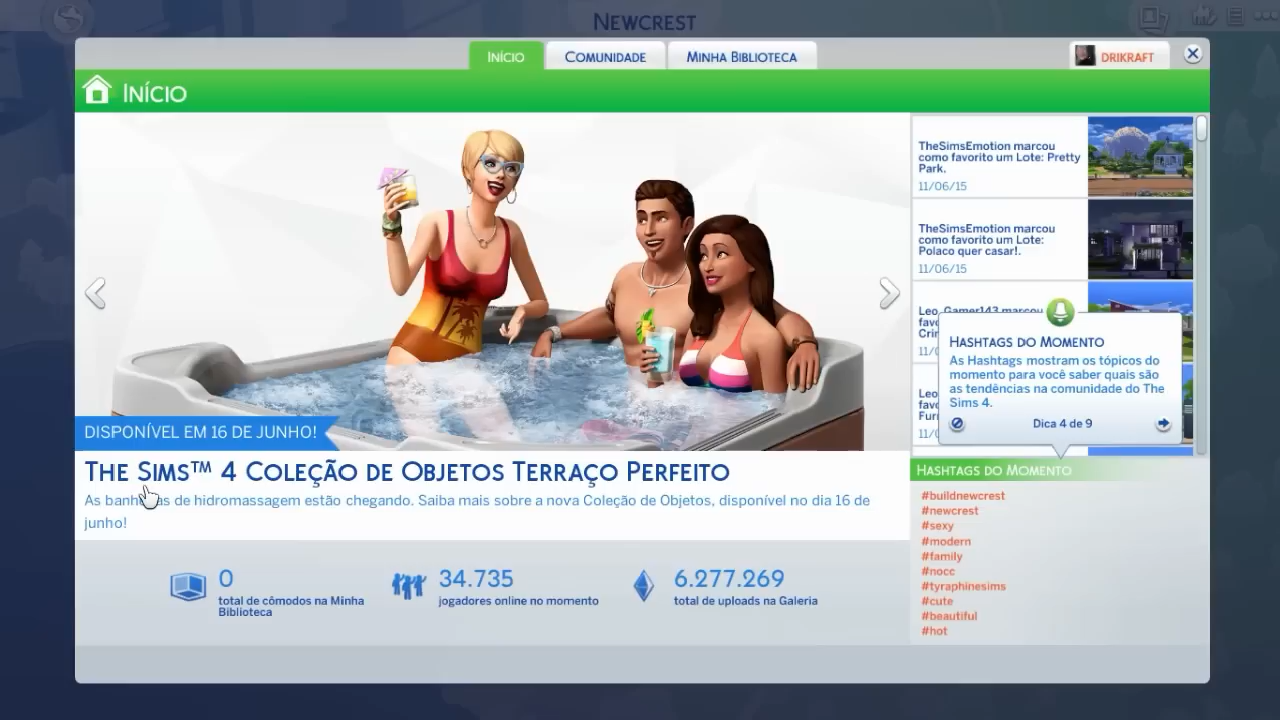 NEWCREST
INÍCIO
COMUNIDADE
MINHA BIBLIOTECA
DRIKRAFT
INÍCIO
TheSimsEmotion marcou
como favorito um Lote: Pretty
Park.
11/06/15
TheSimsEmotion marcou
como favorito um Lote:
Polaco quer casar!.
11/06/15
Leo_Gamer143 marcou
HASHTAGS DO MOMENTO
As Hashtags mostram os tópicos do
momento para você saber quais são
as tendências na comunidade do The
Sims 4.
Dica 4 de 9
DISPONÍVEL EM 16 DE JUNHO!
THE SIMS™ 4 COLEÇÃO DE OBJETOS TERRAÇO PERFEITO
As de hidromassagem estão chegando. Saiba mais sobre a nova Coleção de Objetos, disponível no dia 16 de
junho!
0
total de cômodos na Minha
Biblioteca
34.735
jogadores online no momento
6.277.269
total de uploads na Galeria
HASHTAGS DO MOMENTO
#buildnewcrest
#newcrest
#sexy
#modern
#family
#nocc
#tyraphinesims
#cute
#beautiful
#hot